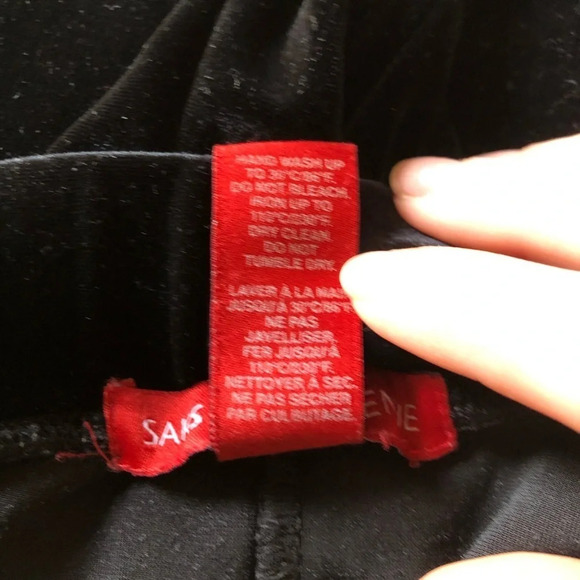 HAND WASH UP
TO 30°C/86°F.
DO NOT BLEACH.
IRON UP TO
110°C/230°F.
DRY CLEAN.
DO NOT
TUMBLE DRY.
LAVER À LA
JUSQU'À 30°C/86°F.
NE PAS
JAVELLISER.
FER JUSQU'À
110°C/230°F.
NETTOYER À SEC.
NE PAS SÉCHER
PAR CULBUTAGE.